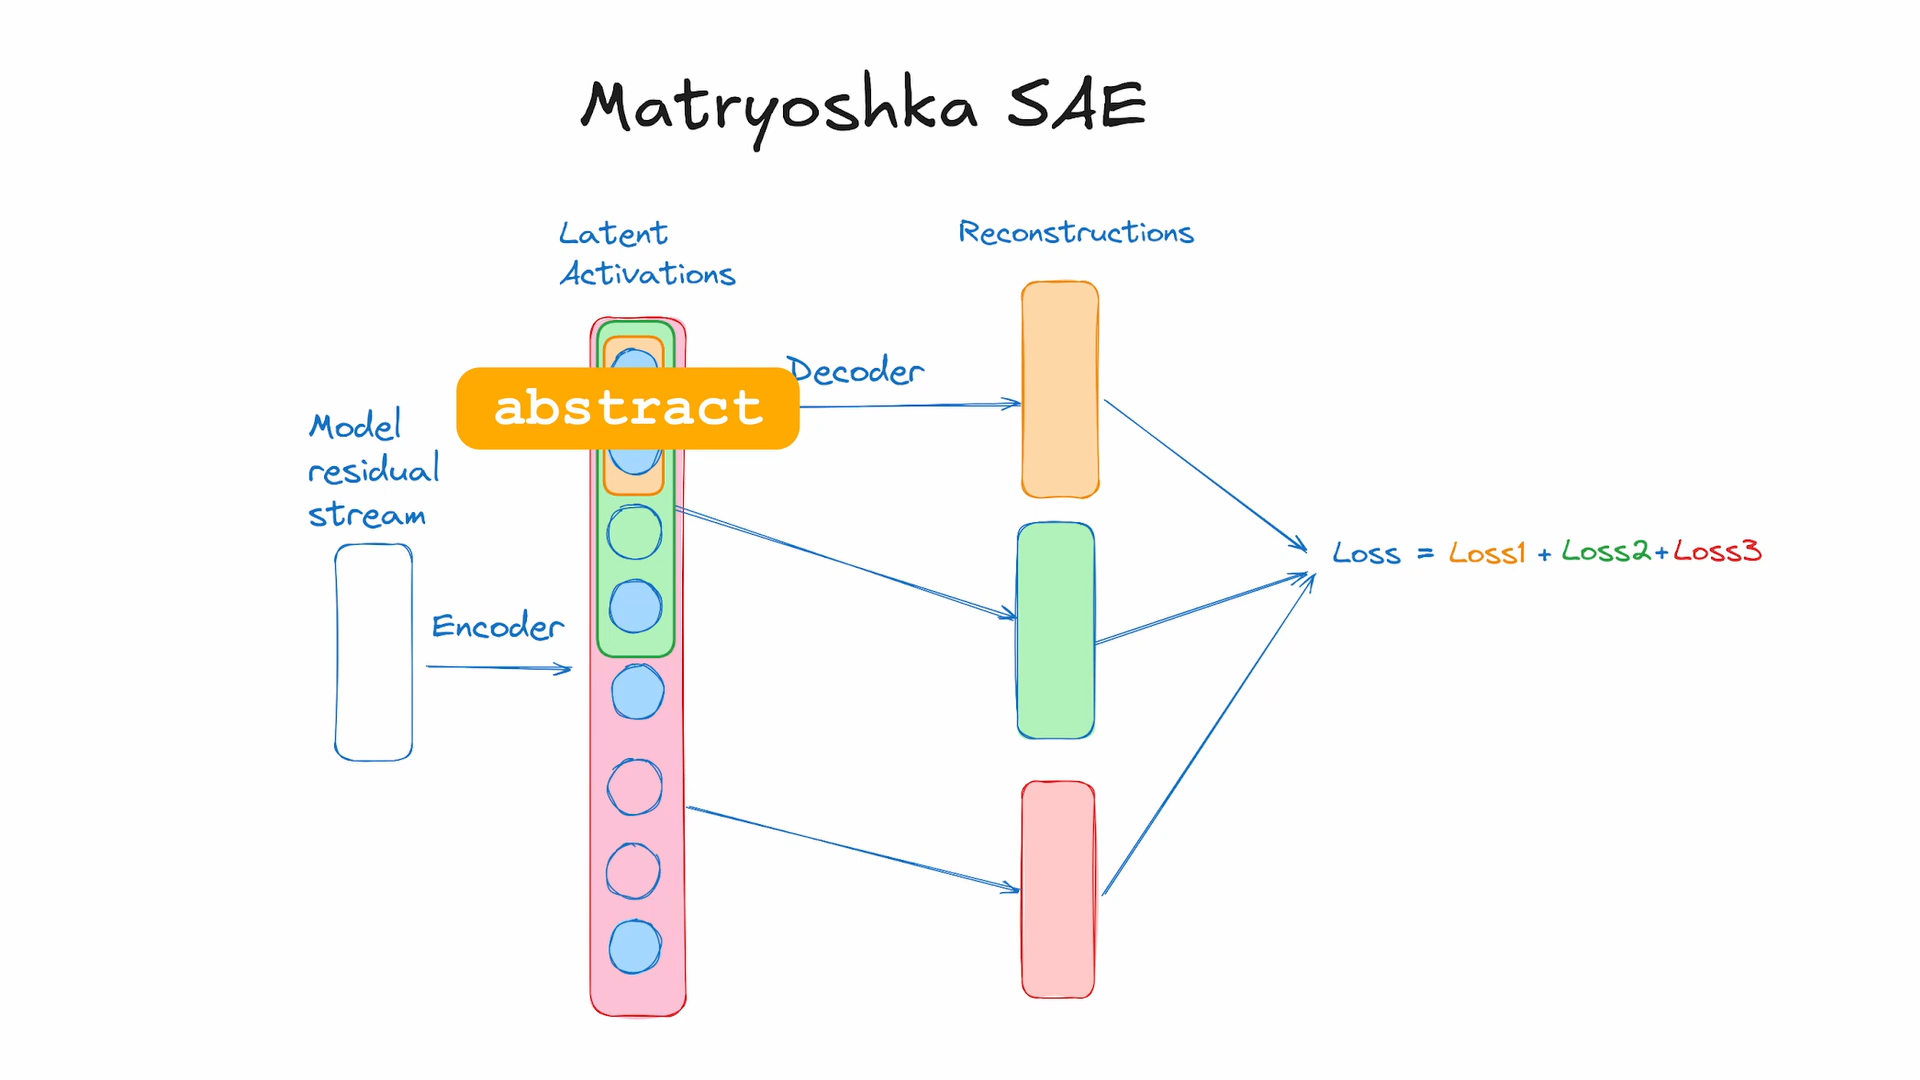 Matryoshka SAE
Latent
Activations
Reconstructions
Decoder
abstract
Model
residual
stream
Encoder
Loss = Loss1 + Loss2+Loss3